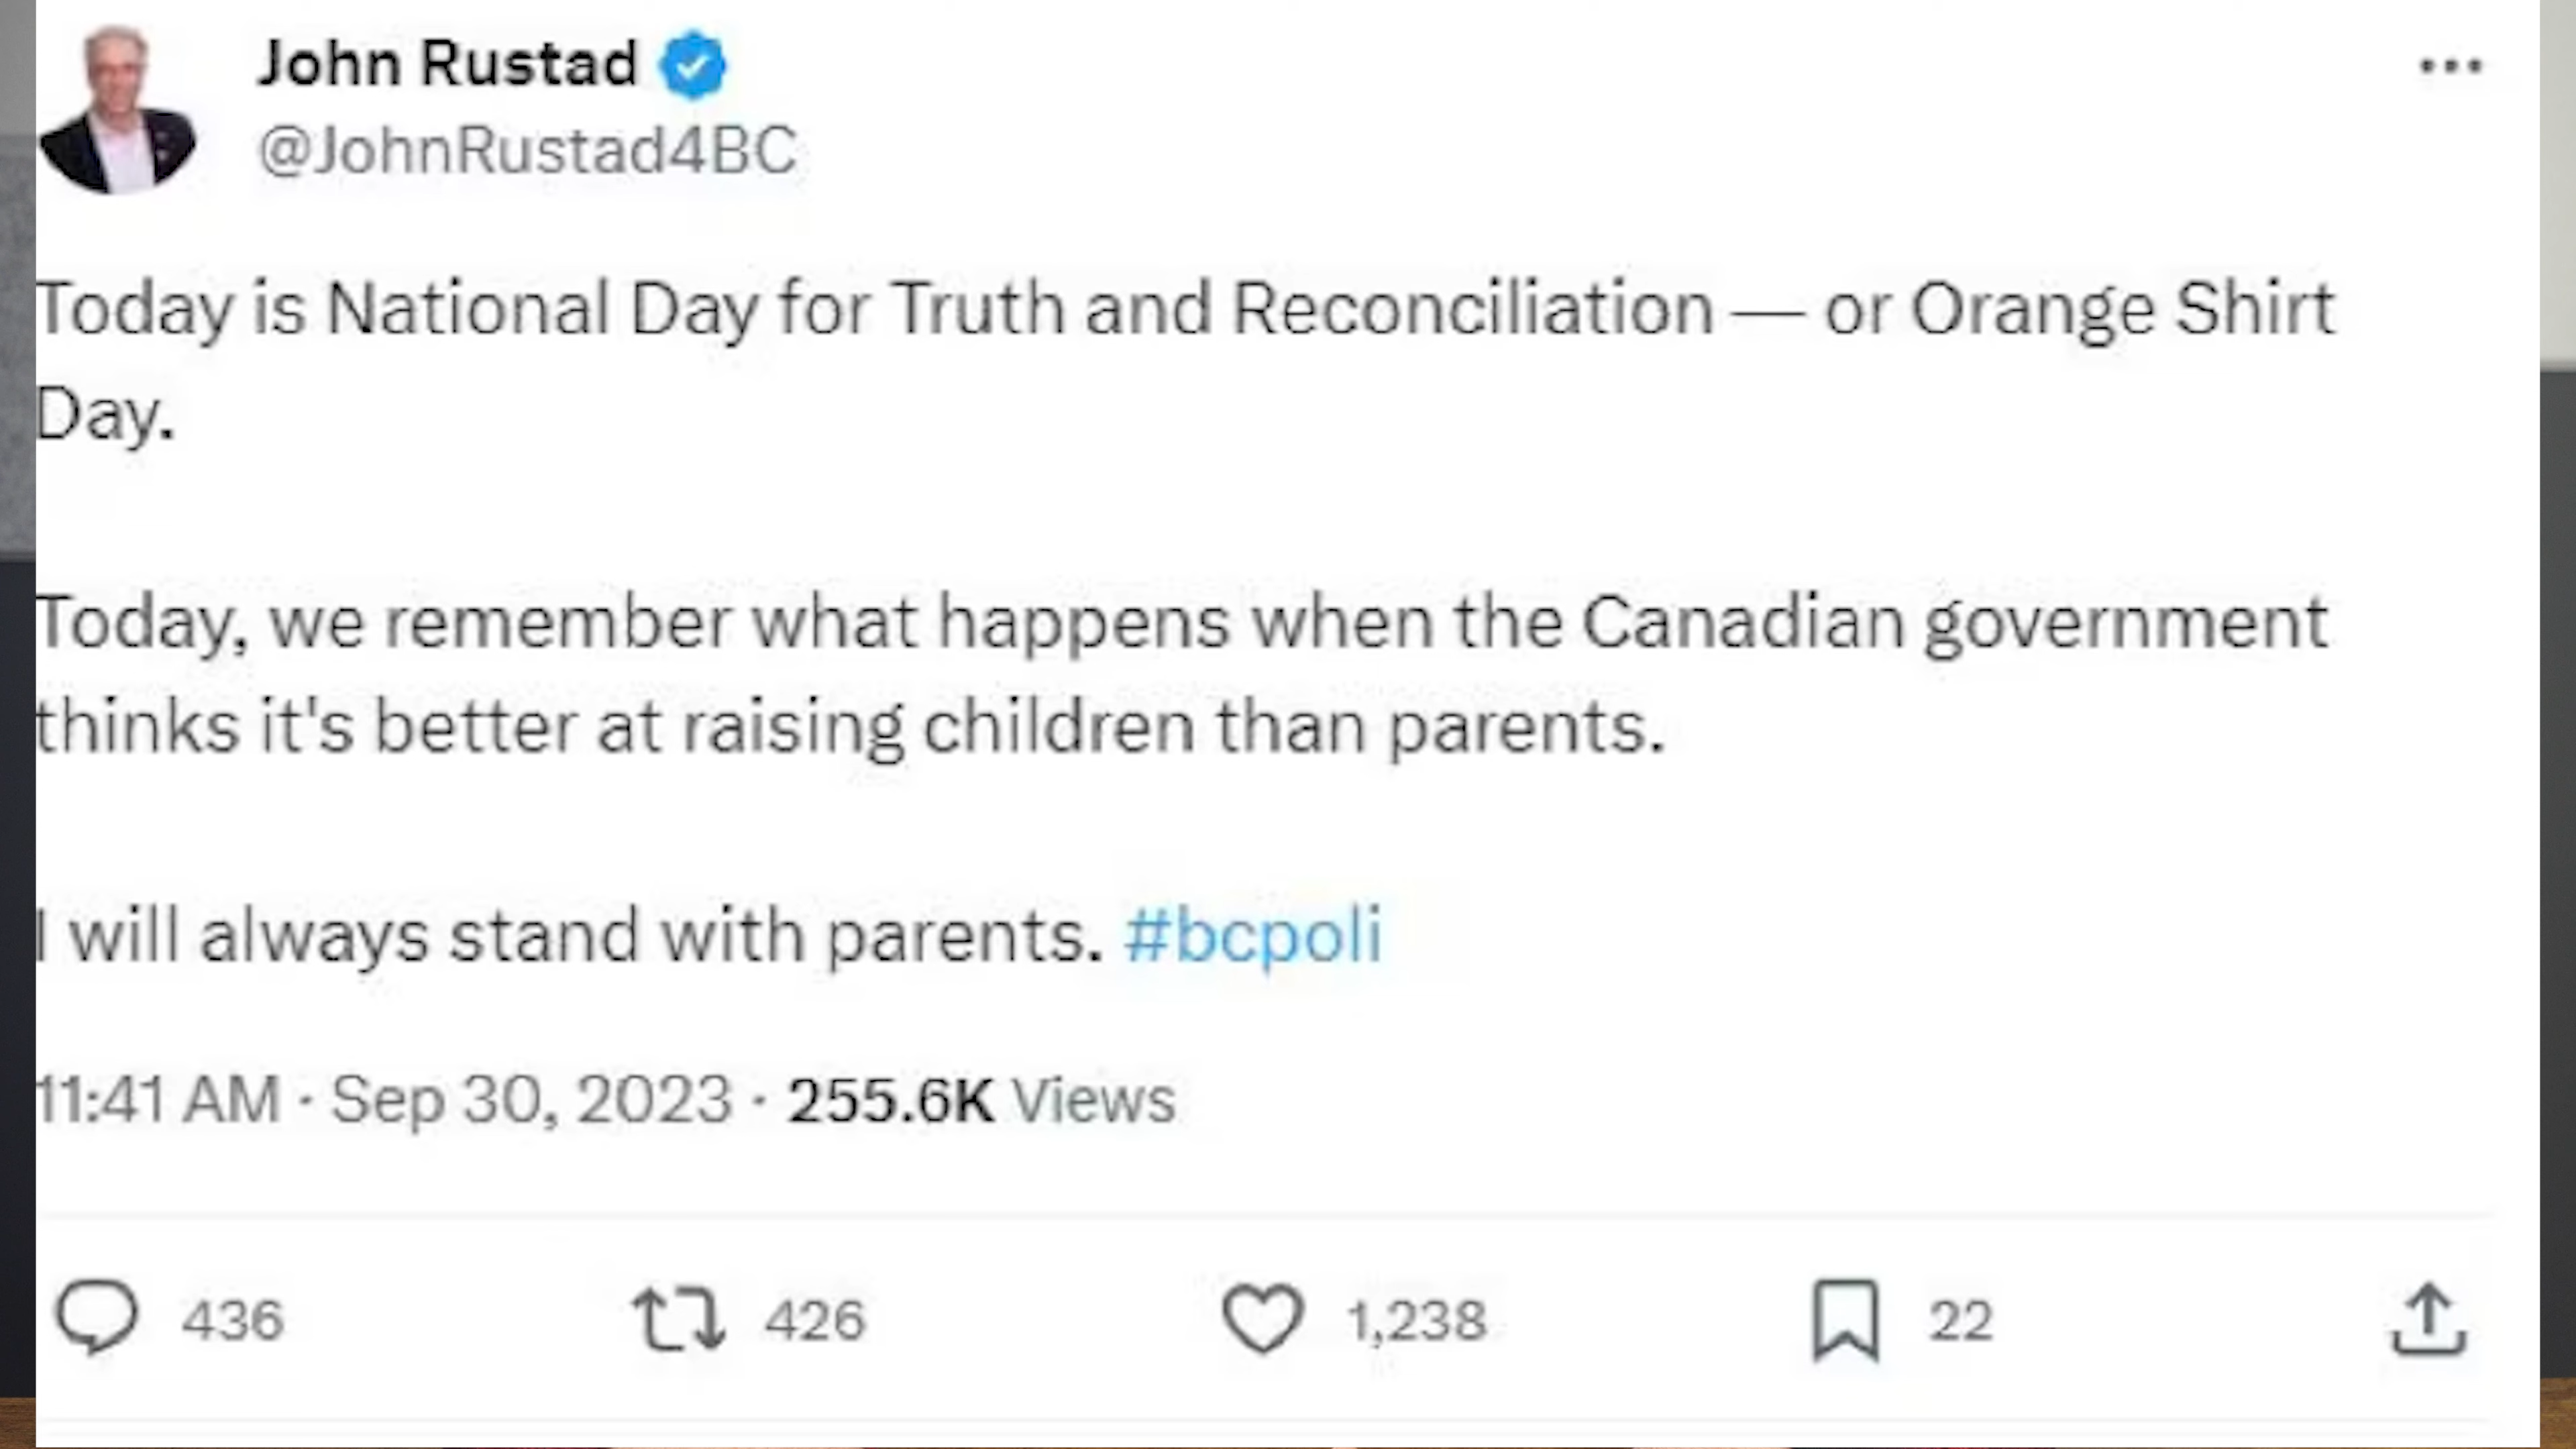 John Rustad
@JohnRustad4BC
Today is National Day for Truth and Reconciliation — or Orange Shirt
Day.
Today, we remember what happens when the Canadian government
thinks it's better at raising children than parents.
I will always stand with parents. #bcpoli
11:41 AM · Sep 30, 2023 · 255.6K Views
436 426 1,238 22